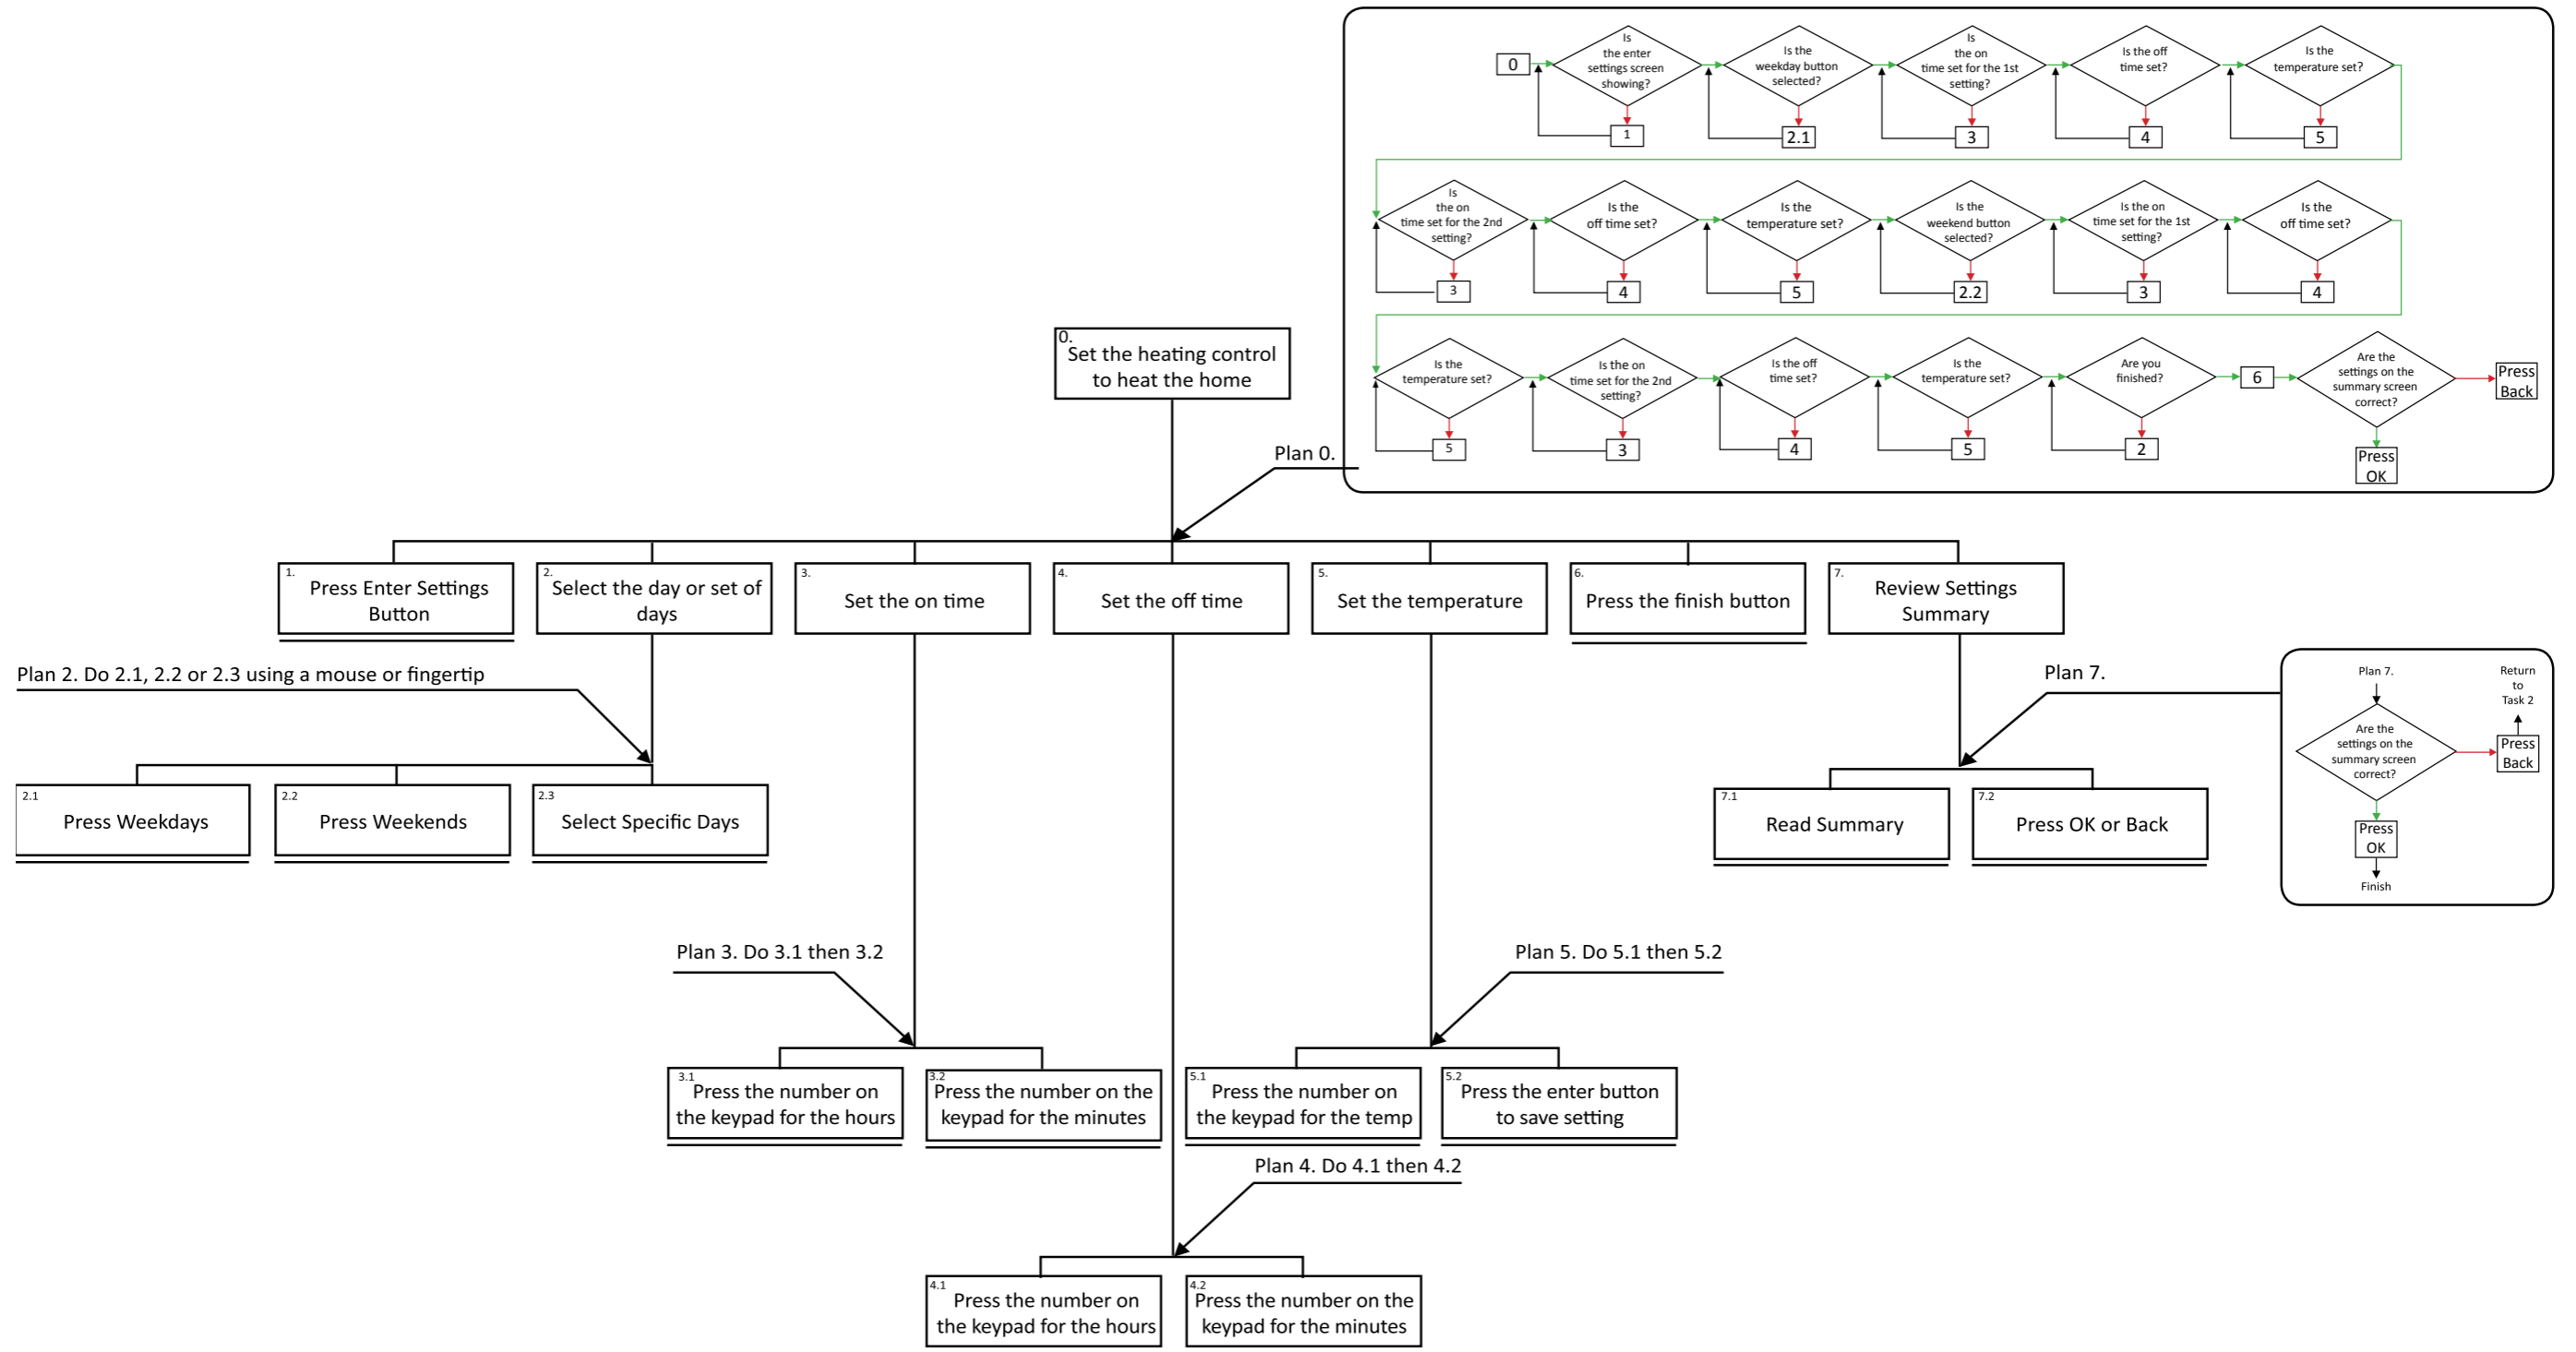 Is
the enter
settings screen
showing?
Is the
weekday button
selected?
Is
the on
time set for the 1st
setting?
Is the off
time set?
Is the
temperature set?
0
1
2.1
3
4
5
Is
the on
time set for the 2nd
setting?
Is the
off time set?
Is the
temperature set?
Is the
weekend button
selected?
Is the on
time set for the 1st
setting?
Is the
off time set?
3
4
5
2.2
3
4
Is the
temperature set?
Is the on
time set for the 2nd
setting?
Is the off
time set?
Is the
temperature set?
Are you
finished?
6
Are the
settings on the
summary screen
correct?
Press
Back
5
3
4
5
2
Press
OK
0.
Set the heating control
to heat the home
Plan 0.
1.
Press Enter Settings
Button
2.
Select the day or set of
days
3.
Set the on time
4.
Set the off time
5.
Set the temperature
6.
Press the finish button
7.
Review Settings
Summary
Plan 2. Do 2.1, 2.2 or 2.3 using a mouse or fingertip
Plan 7.
Plan 7.
Return
to
Task 2
Are the
settings on the
summary screen
correct?
Press
Back
Press
OK
Finish
2.1
Press Weekdays
2.2
Press Weekends
2.3
Select Specific Days
7.1
Read Summary
7.2
Press OK or Back
Plan 3. Do 3.1 then 3.2
Plan 5. Do 5.1 then 5.2
3.1
Press the number on
the keypad for the hours
3.2
Press the number on the
keypad for the minutes
5.1
Press the number on
the keypad for the temp
5.2
Press the enter button
to save setting
Plan 4. Do 4.1 then 4.2
4.1
Press the number on
the keypad for the hours
4.2
Press the number on the
keypad for the minutes